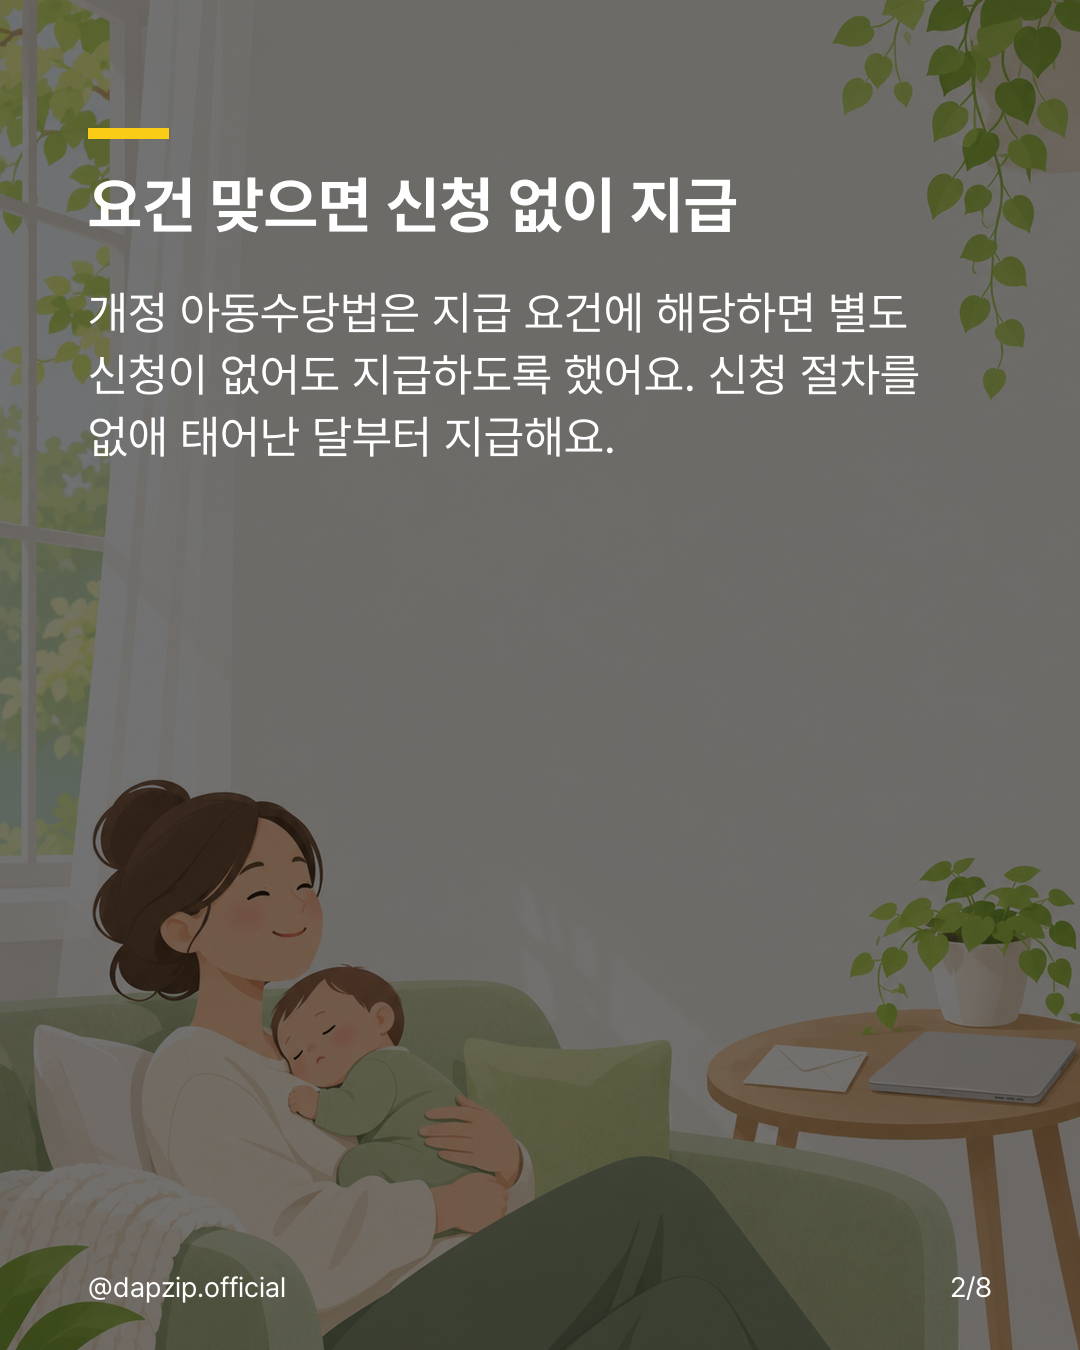 요건 맞으면 신청 없이 지급
개정 아동수당법은 지급 요건에 해당하면 별도
신청이 없어도 지급하도록 했어요. 신청 절차를
없애 태어난 달부터 지급해요.
@dapzip.official
2/8